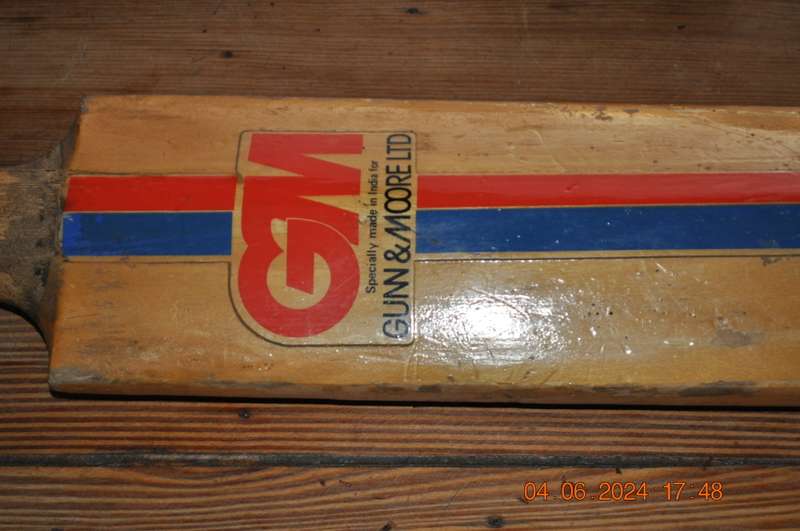 GM
Specially made in India for
GUNN & MOORE LTD
04.06.2024 17:48